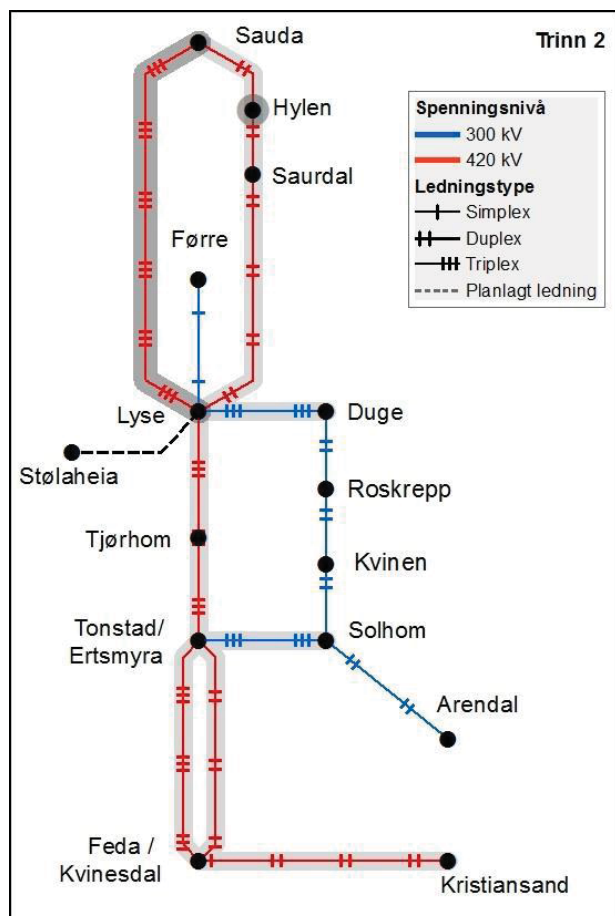 Trinn 2
Sauda
Spenningsnivå
300 kV
420 kV
Ledningstype
Simplex
Duplex
Triplex
Planlagt ledning
Hylen
Saurdal
Førre
Lyse
Duge
Stølaheia
Roskrepp
Tjørhom
Kvinen
Tonstad/
Ertsmyra
Solhom
Arendal
Feda /
Kvinesdal
Kristiansand